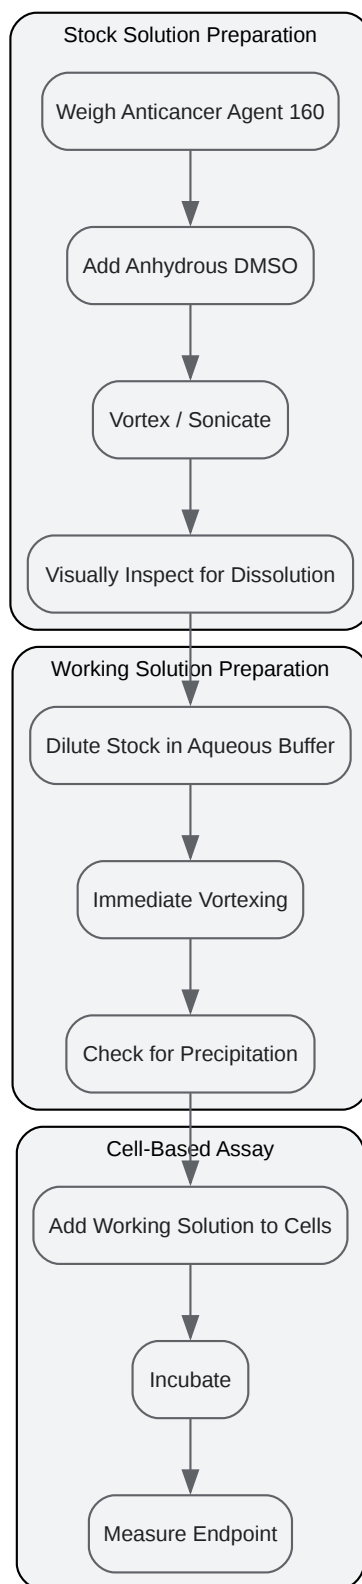 Stock Solution Preparation
Weigh Anticancer Agent 160
Add Anhydrous DMSO
Vortex / Sonicate
Visually Inspect for Dissolution
Working Solution Preparation
Dilute Stock in Aqueous Buffer
Immediate Vortexing
Check for Precipitation
Cell-Based Assay
Add Working Solution to Cells
Incubate
Measure Endpoint